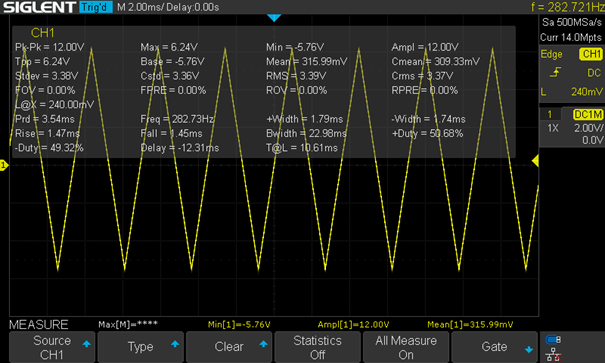 SIGLENT Trig'd M 2.00ms/ Delay:0.00s f = 282.721Hz
Sa 500MSa/s
Curr 14.0Mpts
Edge CH1
DC
L 240mV
1 DC1M
1X 2.00V/
0.0V
CH1
Pk-Pk = 12.00V Max = 6.24V Min = -5.76V Ampl = 12.00V
Top = 6.24V Base = -5.76V Mean = 315.99mV Cmean = 309.33mV
Stdev = 3.38V Cstd = 3.36V RMS = 3.39V Crms = 3.37V
FOV = 0.00% FPRE = 0.00% ROV = 0.00% RPRE = 0.00%
L@X = 240.00mV
Prd = 3.54ms Freq = 282.73Hz +Width = 1.79ms -Width = 1.74ms
Rise = 1.47ms Fall = 1.45ms Bwidth = 22.98ms +Duty = 50.68%
-Duty = 49.32% Delay = -12.31ms T@L = 10.61ms
1
MEASURE Max[M]=**** Min[1]=-5.76V Ampl[1]=12.00V Mean[1]=315.99mV
Source Type Clear Statistics All Measure Gate
CH1 Off On